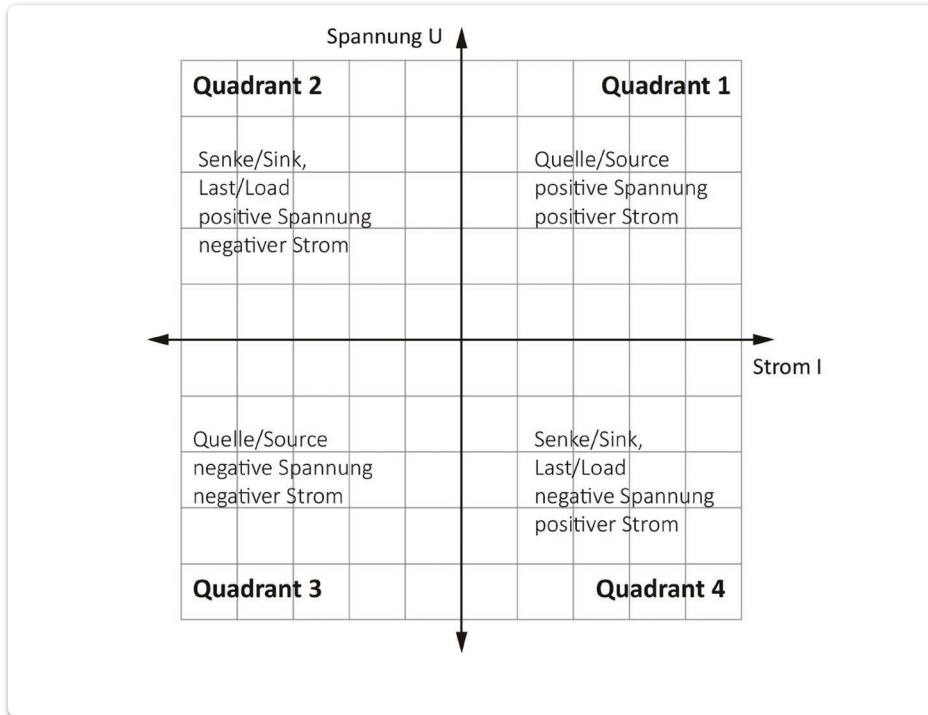 Spannung U
Quadrant 2
Quadrant 1
Senke/Sink,
Last/Load
positive Spannung
negativer Strom
Quelle/Source
positive Spannung
positiver Strom
Strom I
Quelle/Source
negative Spannung
negativer Strom
Senke/Sink,
Last/Load
negative Spannung
positiver Strom
Quadrant 3
Quadrant 4